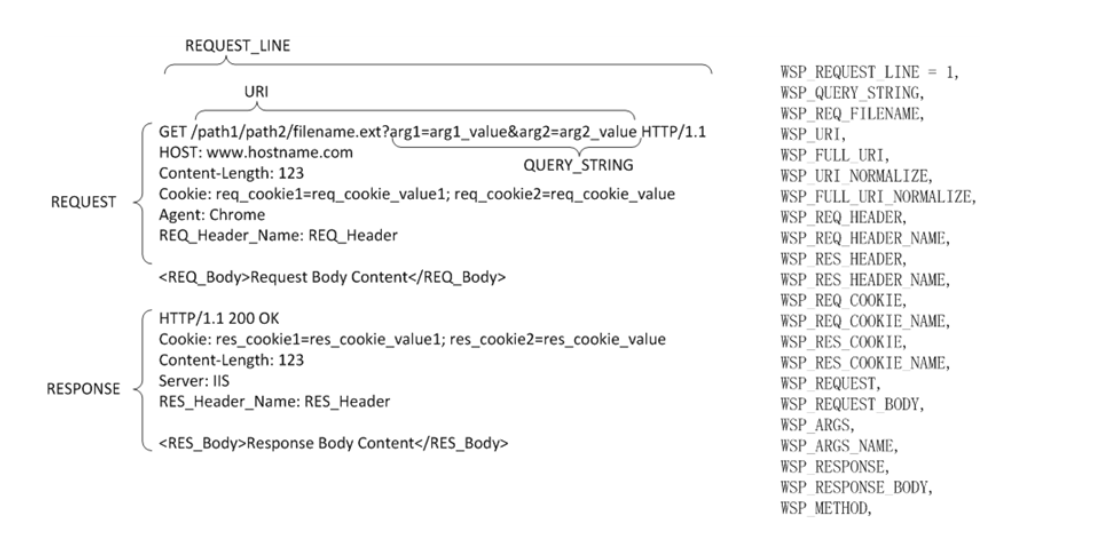 REQUEST_LINE
URI
GET /path1/path2/filename.ext?arg1=arg1_value&arg2=arg2_value HTTP/1.1
HOST: www.hostname.com
QUERY_STRING
Content-Length: 123
Cookie: req_cookie1=req_cookie_value1; req_cookie2=req_cookie_value
REQUEST
Agent: Chrome
REQ_Header_Name: REQ_Header
<REQ_Body>Request Body Content</REQ_Body>
HTTP/1.1 200 OK
Cookie: res_cookie1=res_cookie_value1; res_cookie2=res_cookie_value
Content-Length: 123
RESPONSE
Server: IIS
RES_Header_Name: RES_Header
<RES_Body>Response Body Content</RES_Body>
WSP_REQUEST_LINE = 1,
WSP_QUERY_STRING,
WSP_REQ_FILENAME,
WSP_URI,
WSP_FULL_URI,
WSP_URI_NORMALIZE,
WSP_FULL_URI_NORMALIZE,
WSP_REQ_HEADER,
WSP_REQ_HEADER_NAME,
WSP_RES_HEADER,
WSP_RES_HEADER_NAME,
WSP_REQ_COOKIE,
WSP_REQ_COOKIE_NAME,
WSP_RES_COOKIE,
WSP_RES_COOKIE_NAME,
WSP_REQUEST,
WSP_REQUEST_BODY,
WSP_ARGS,
WSP_ARGS_NAME,
WSP_RESPONSE,
WSP_RESPONSE_BODY,
WSP_METHOD,